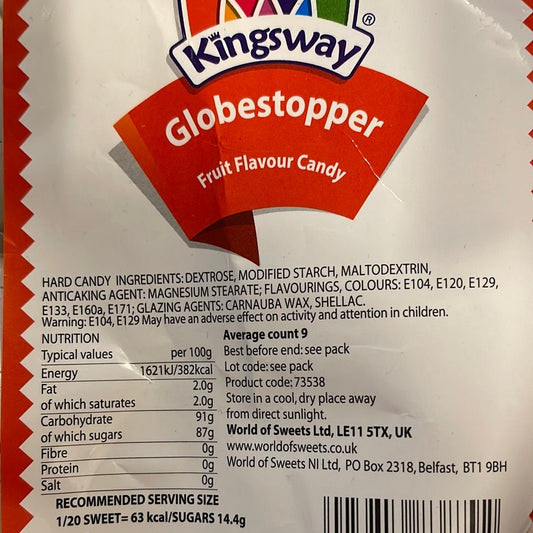 Kingsway®
Globestopper
Fruit Flavour Candy
HARD CANDY INGREDIENTS: DEXTROSE, MODIFIED STARCH, MALTODEXTRIN,
ANTICAKING AGENT: MAGNESIUM STEARATE; FLAVOURINGS, COLOURS: E104, E120, E129,
E133, E160a, E171; GLAZING AGENTS: CARNAUBA WAX, SHELLAC.
Warning: E104, E129 May have an adverse effect on activity and attention in children.
NUTRITION
Typical values per 100g
Energy 1621kJ/382kcal
Fat 2.0g
of which saturates 2.0g
Carbohydrate 91g
of which sugars 87g
Fibre 0g
Protein 0g
Salt 0g
RECOMMENDED SERVING SIZE
1/20 SWEET= 63 kcal/SUGARS 14.4g
Average count 9
Best before end: see pack
Lot code: see pack
Product code: 73538
Store in a cool, dry place away
from direct sunlight.
World of Sweets Ltd, LE11 5TX, UK
www.worldofsweets.co.uk
World of Sweets NI Ltd, PO Box 2318, Belfast, BT1 9BH